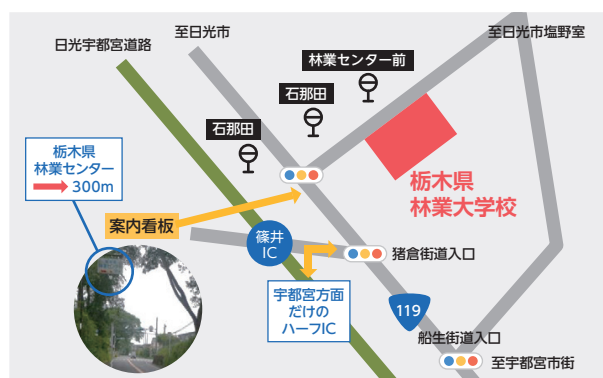 至日光市
至日光市塩野室
日光宇都宮道路
林業センター前
石那田
石那田
栃木県
林業センター
300m
栃木県
林業大学校
案内看板
篠井
IC
猪倉街道入口
宇都宮方面
だけの
ハーフIC
119
船生街道入口
至宇都宮市街